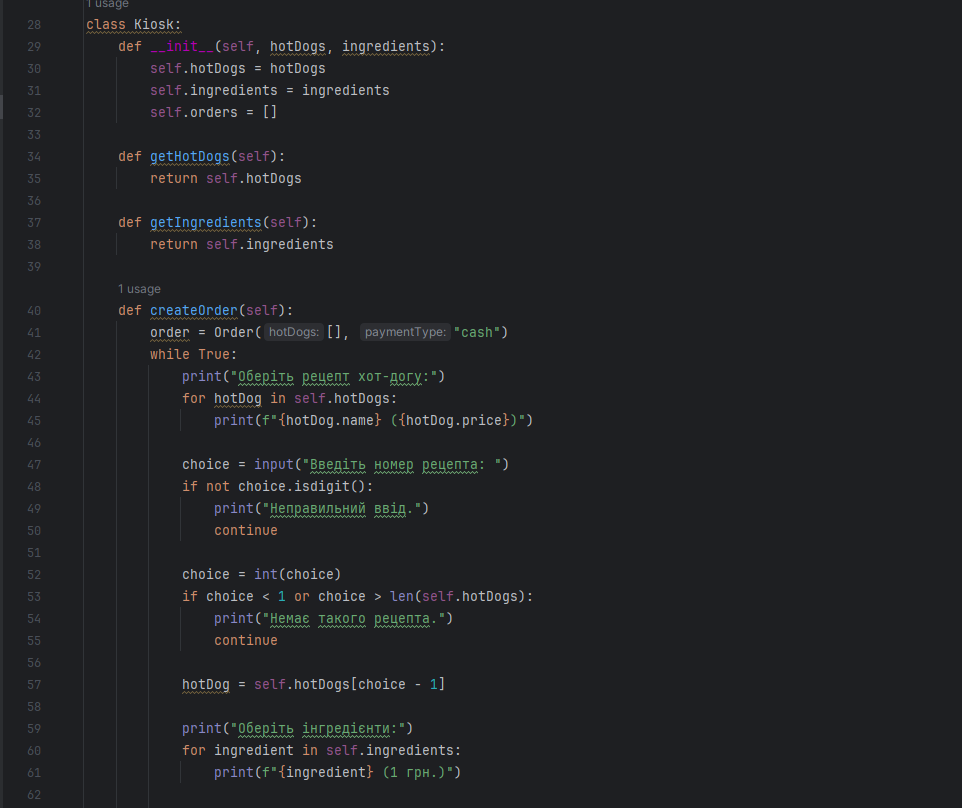 1 usage
28 class Kiosk:
29 def __init__(self, hotDogs, ingredients):
30 self.hotDogs = hotDogs
31 self.ingredients = ingredients
32 self.orders = []
33
34 def getHotDogs(self):
35 return self.hotDogs
36
37 def getIngredients(self):
38 return self.ingredients
39
1 usage
40 def createOrder(self):
41 order = Order( hotDogs: [], paymentType: "cash")
42 while True:
43 print("Оберіть рецепт хот-догу:")
44 for hotDog in self.hotDogs:
45 print(f"{hotDog.name} ({hotDog.price})")
46
47 choice = input("Введіть номер рецепта: ")
48 if not choice.isdigit():
49 print("Неправильний ввід.")
50 continue
51
52 choice = int(choice)
53 if choice < 1 or choice > len(self.hotDogs):
54 print("Немає такого рецепта.")
55 continue
56
57 hotDog = self.hotDogs[choice - 1]
58
59 print("Оберіть інгредієнти:")
60 for ingredient in self.ingredients:
61 print(f"{ingredient} (1 грн.)")
62